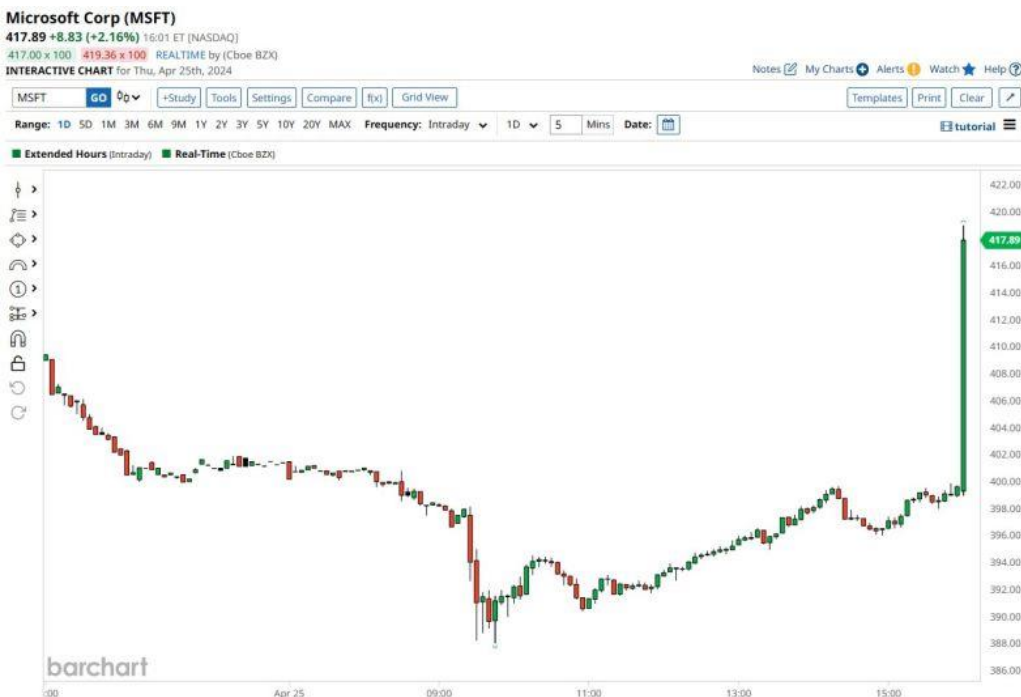 Microsoft Corp (MSFT)
417.89 +8.83 (+2.16%) 16:01 ET [NASDAQ]
417.00 x 100 419.36 x 100 REALTIME by (Cboe BZX)
INTERACTIVE CHART for Thu, Apr 25th, 2024
Notes My Charts Alerts Watch Help
MSFT GO +Study Tools Settings Compare f(x) Grid View Templates Print Clear
Range: 1D 5D 1M 3M 6M 9M 1Y 2Y 3Y 5Y 10Y 20Y MAX Frequency: Intraday 1D 5 Mins Date: tutorial
Extended Hours (Intraday) Real-Time (Cboe BZX)
422.00
420.00
417.89
416.00
414.00
412.00
410.00
408.00
406.00
404.00
402.00
400.00
398.00
396.00
394.00
392.00
390.00
388.00
386.00
barchart
:00 Apr 25 09:00 11:00 13:00 15:00